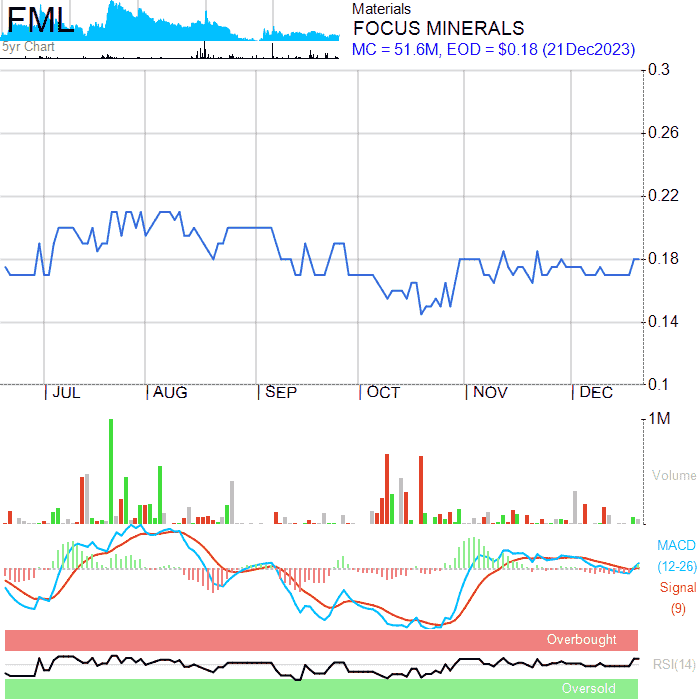 FML
5yr Chart
Materials
FOCUS MINERALS
MC = 51.6M, EOD = $0.18 (21Dec2023)
0.3
0.26
0.22
0.18
0.14
0.1
JUL AUG SEP OCT NOV DEC
1M
Volume
MACD
(12-26)
Signal
(9)
Overbought
RSI(14)
Oversold